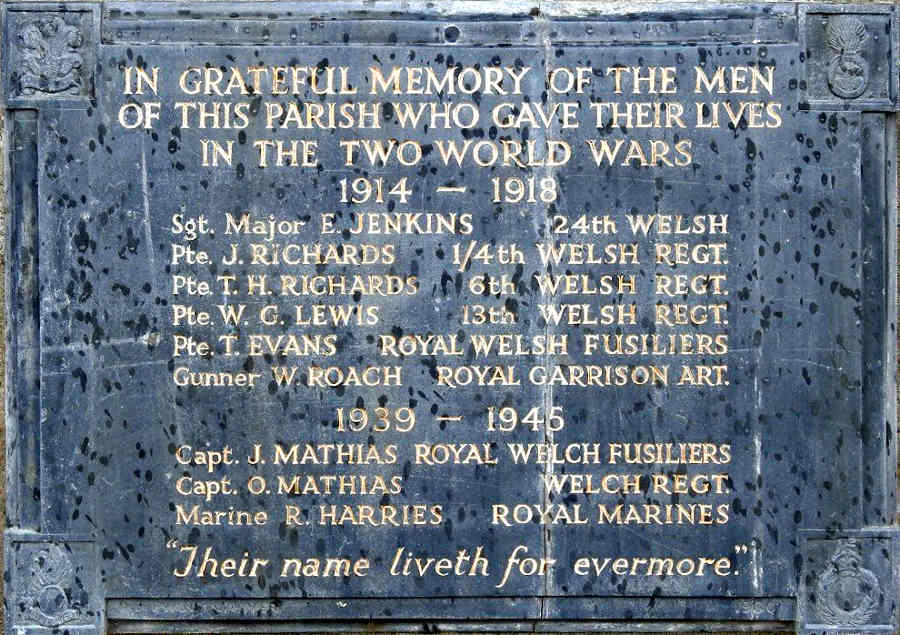 IN GRATEFUL MEMORY OF THE MEN
OF THIS PARISH WHO GAVE THEIR LIVES
IN THE TWO WORLD WARS
1914 – 1918
Sgt. Major E. JENKINS 24th WELSH
Pte. J. RICHARDS 1/4th WELSH REGT.
Pte. T. H. RICHARDS 6th WELSH REGT.
Pte. W. G. LEWIS 13th WELSH REGT.
Pte. T. EVANS ROYAL WELSH FUSILIERS
Gunner W. ROACH ROYAL GARRISON ART.
1939 – 1945
Capt. J. MATHIAS ROYAL WELCH FUSILIERS
Capt. O. MATHIAS WELCH REGT.
Marine R. HARRIES ROYAL MARINES
"Their name liveth for evermore."